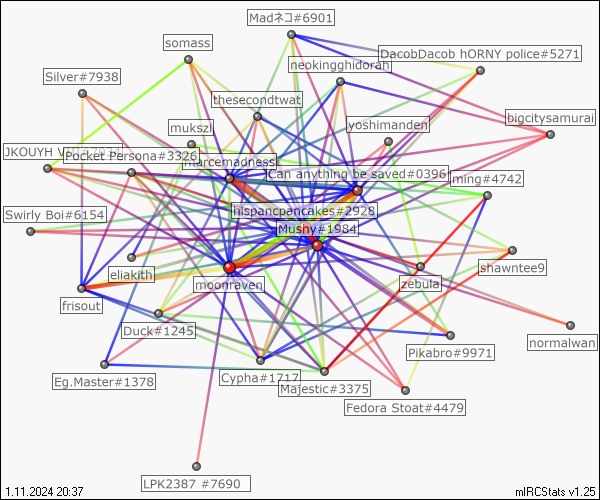 Madネコ#6901
somass
DacobDacob hORNY police#5271
neokingghidorah
Silver#7938
thesecondtwat
bigcitysamurai
mukszi
yoshimanden
JKOUYH
Pocket Persona#3326
marcemadness
Can anything be saved#0396
ming#4742
Swirly Boi#6154
hispancpancakes#2928
Mushy#1984
eliakith
moonraven
zebula
shawntee9
frisout
Duck#1245
normalwan
Pikabro#9971
Eg.Master#1378
Cypha#1717
Majestic#3375
Fedora Stoat#4479
LPK2387 #7690
1.11.2024 20:37
mIRCStats v1.25